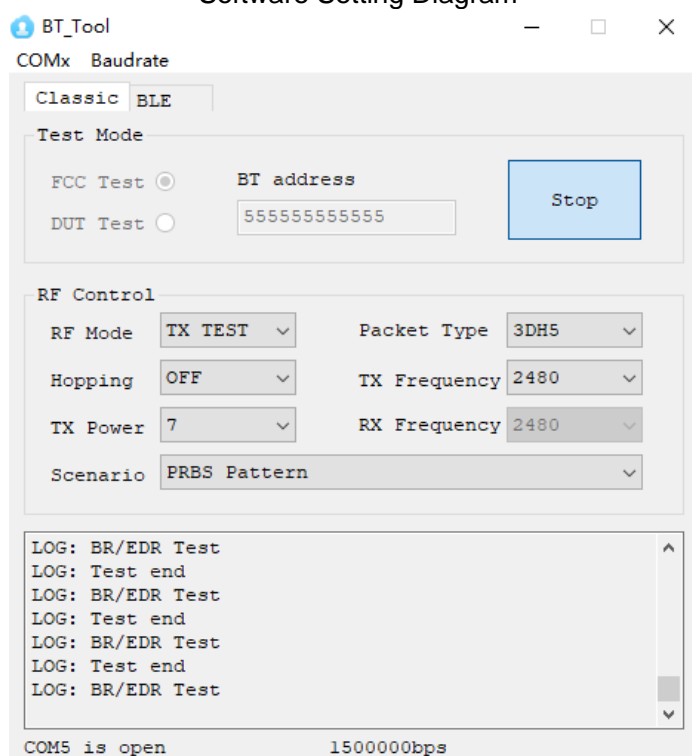 Software Setting Diagram
BT_Tool
COMx Baudrate
Classic BLE
Test Mode
FCC Test BT address
DUT Test 555555555555
Stop
RF Control
RF Mode TX TEST Packet Type 3DH5
Hopping OFF TX Frequency 2480
TX Power 7 RX Frequency 2480
Scenario PRBS Pattern
LOG: BR/EDR Test
LOG: Test end
LOG: BR/EDR Test
LOG: Test end
LOG: BR/EDR Test
LOG: Test end
LOG: BR/EDR Test
COM5 is open 1500000bps